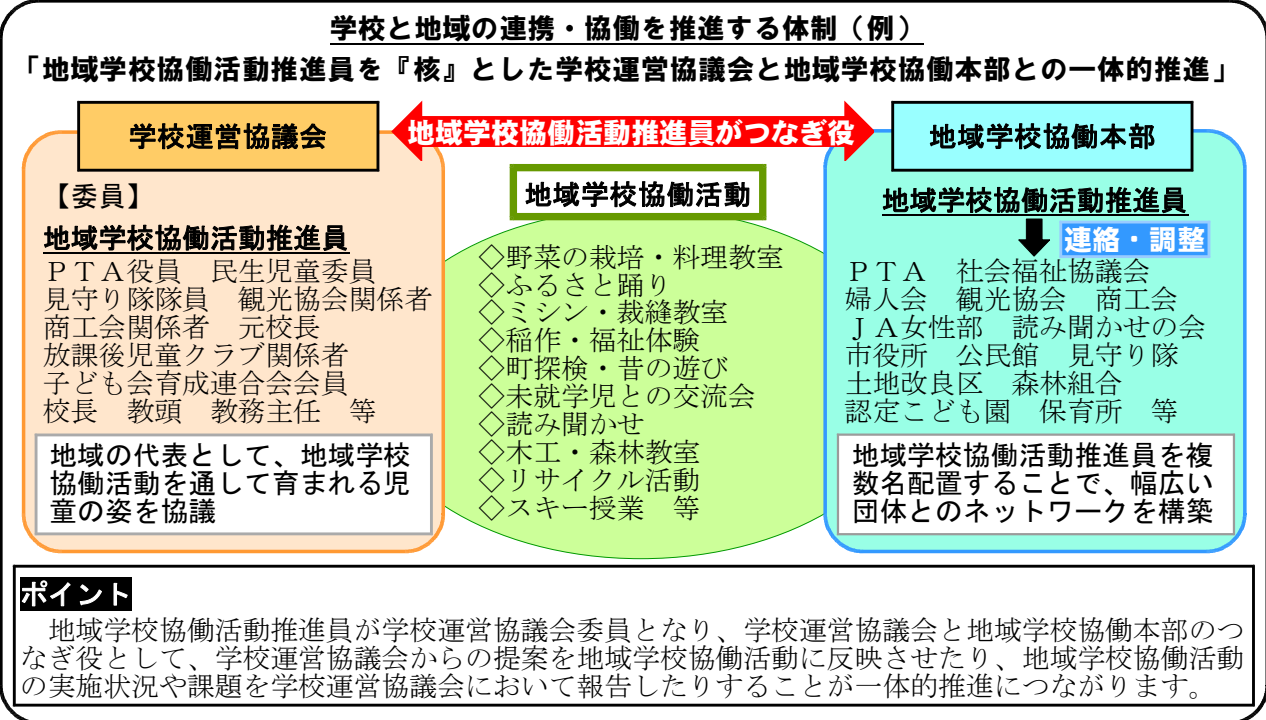 学校と地域の連携・協働を推進する体制（例）
「地域学校協働活動推進員を『核』とした学校運営協議会と地域学校協働本部との一体的推進」
学校運営協議会
地域学校協働活動推進員がつなぎ役
地域学校協働本部
【委員】
地域学校協働活動推進員
ＰＴＡ役員　民生児童委員
見守り隊隊員　観光協会関係者
商工会関係者　元校長
放課後児童クラブ関係者
子ども会育成連合会会員
校長　教頭　教務主任　等
地域の代表として、地域学校
協働活動を通して育まれる児
童の姿を協議
地域学校協働活動
◇野菜の栽培・料理教室
◇ふるさと踊り
◇ミシン・裁縫教室
◇稲作・福祉体験
◇町探検・昔の遊び
◇未就学児との交流会
◇読み聞かせ
◇木工・森林教室
◇リサイクル活動
◇スキー授業　等
地域学校協働活動推進員
連絡・調整
ＰＴＡ　社会福祉協議会
婦人会　観光協会　商工会
ＪＡ女性部　読み聞かせの会
市役所　公民館　見守り隊
土地改良区　森林組合
認定こども園　保育所　等
地域学校協働活動推進員を複
数名配置することで、幅広い
団体とのネットワークを構築
ポイント
地域学校協働活動推進員が学校運営協議会委員となり、学校運営協議会と地域学校協働本部のつ
なぎ役として、学校運営協議会からの提案を地域学校協働活動に反映させたり、地域学校協働活動
の実施状況や課題を学校運営協議会において報告したりすることが一体的推進につながります。